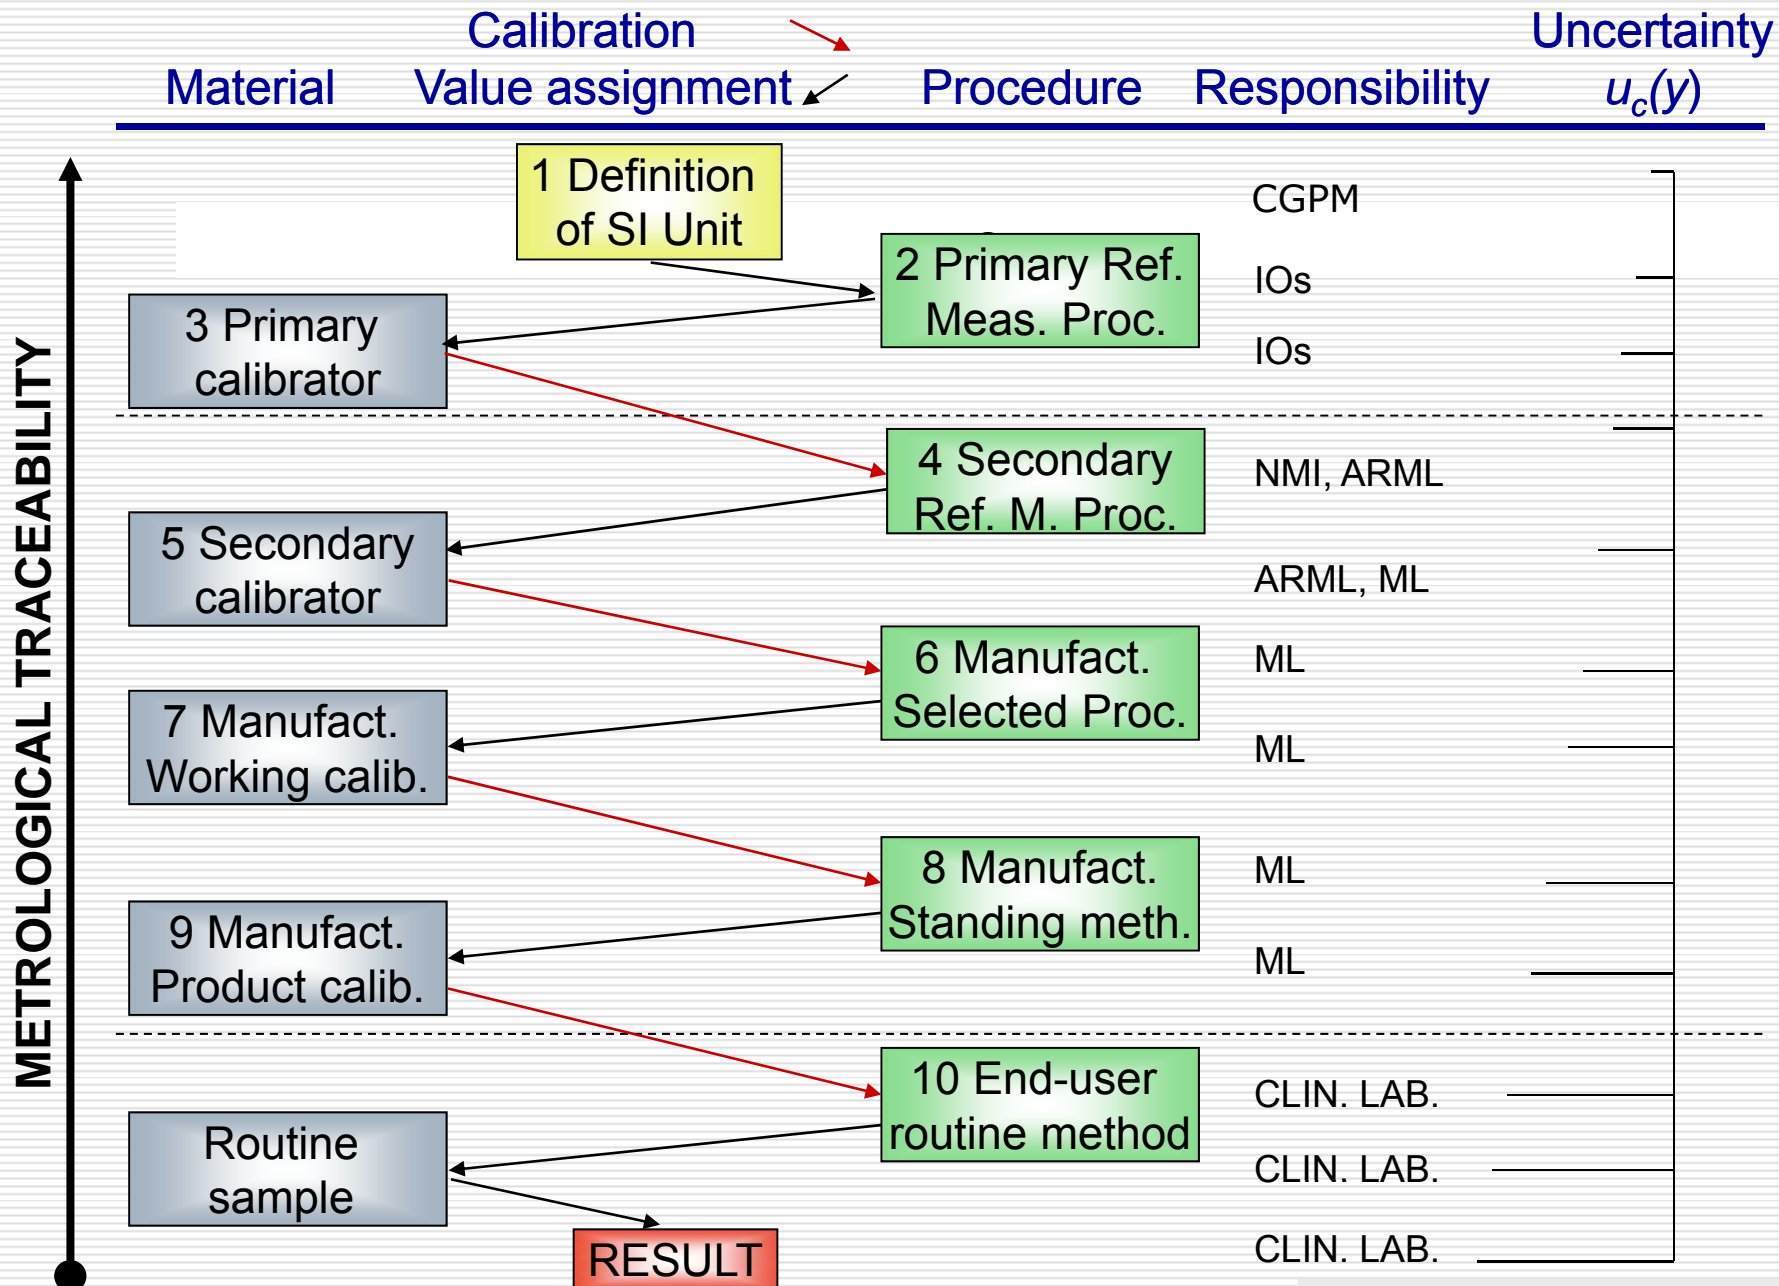 Calibration
Uncertainty
Material Value assignment Procedure Responsibility u_c(y)
METROLOGICAL TRACEABILITY
1 Definition
of SI Unit
CGPM
2 Primary Ref.
Meas. Proc.
IOs
3 Primary
calibrator
IOs
4 Secondary
Ref. M. Proc.
NMI, ARML
5 Secondary
calibrator
ARML, ML
6 Manufact.
Selected Proc.
ML
7 Manufact.
Working calib.
ML
8 Manufact.
Standing meth.
ML
9 Manufact.
Product calib.
ML
10 End-user
routine method
CLIN. LAB.
Routine
sample
CLIN. LAB.
RESULT
CLIN. LAB.